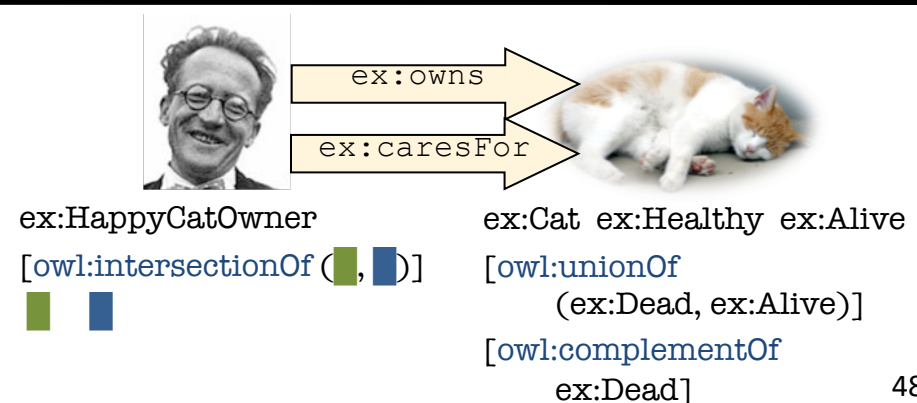 ex:owns
ex:caresFor
ex:HappyCatOwner
[owl:intersectionOf ( , )]
ex:Cat ex:Healthy ex:Alive
[owl:unionOf
(ex:Dead, ex:Alive)]
[owl:complementOf
ex:Dead]
48